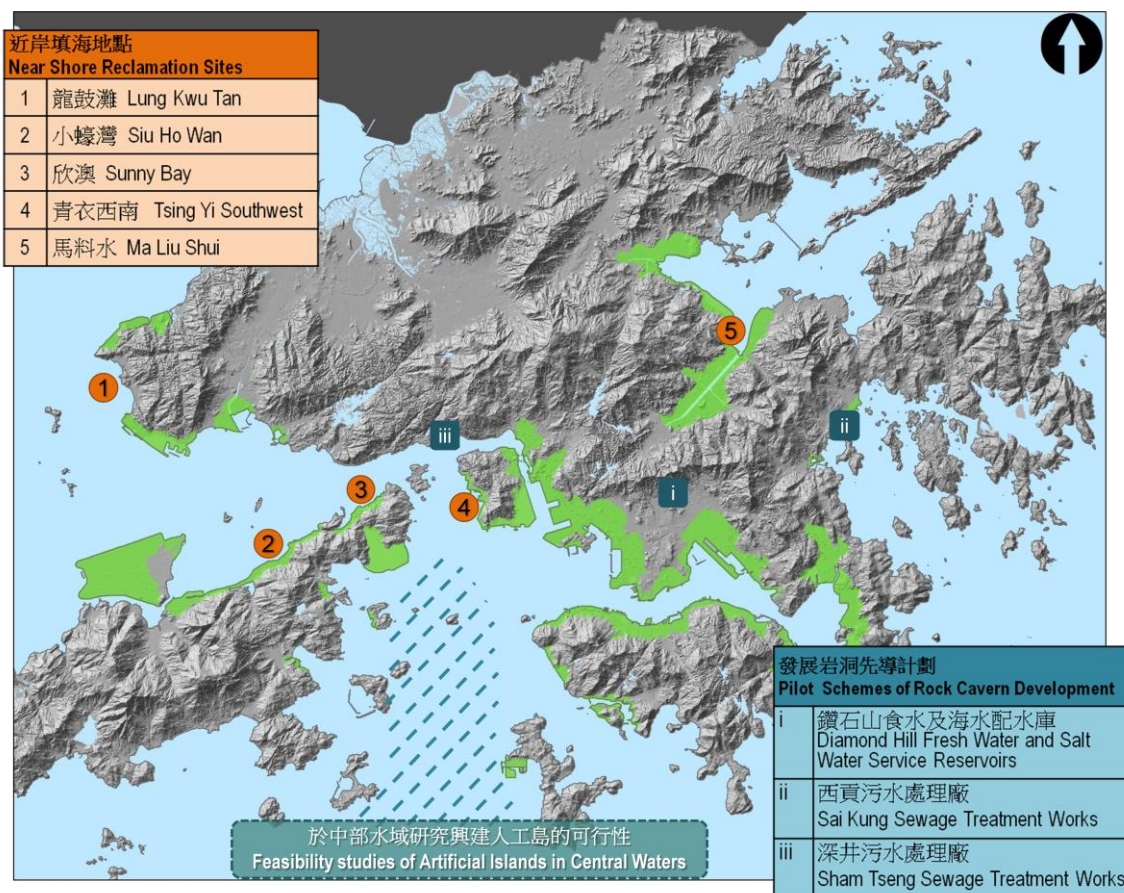 近岸填海地點
Near Shore Reclamation Sites
1 龍鼓灘 Lung Kwu Tan
2 小蠔灣 Siu Ho Wan
3 欣澳 Sunny Bay
4 青衣西南 Tsing Yi Southwest
5 馬料水 Ma Liu Shui
5
1
ii
iii
3
4
i
2
發展岩洞先導計劃
Pilot Schemes of Rock Cavern Development
i 鑽石山食水及海水配水庫
Diamond Hill Fresh Water and Salt
Water Service Reservoirs
ii 西貢污水處理廠
Sai Kung Sewage Treatment Works
iii 深井污水處理廠
Sham Tseng Sewage Treatment Works
於中部水域研究興建人工島的可行性
Feasibility studies of Artificial Islands in Central Waters